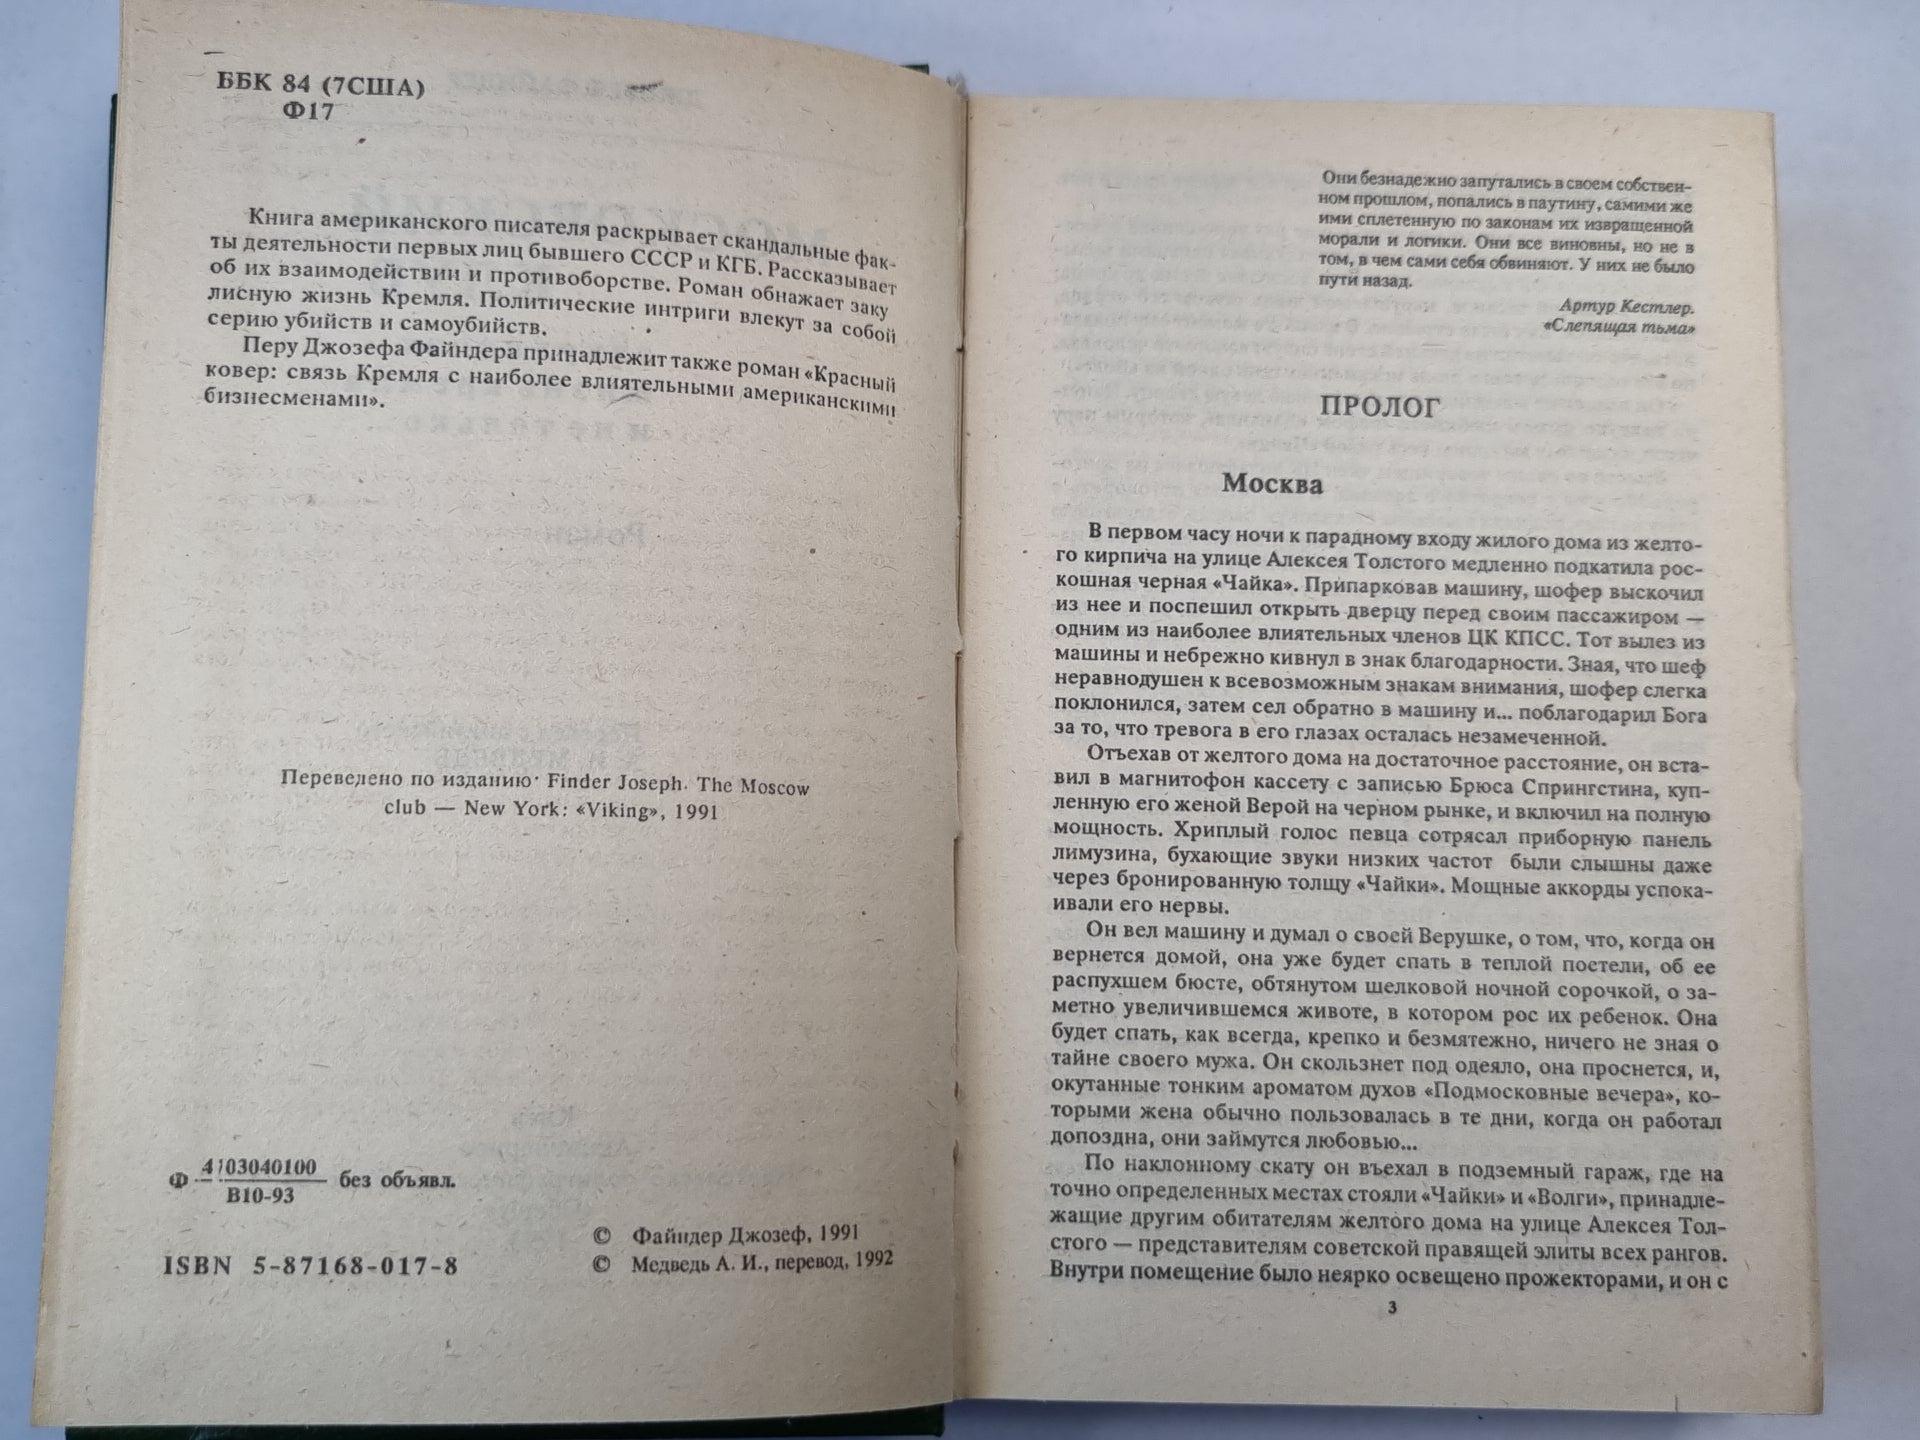 ББК 84 (7США)
Ф17
Книга американского писателя раскрывает скандальные фак-
ты деятельности первых лиц бывшего СССР и КГБ. Рассказывает
об их взаимодействии и противоборстве. Роман обнажает заку
лисную жизнь Кремля. Политические интриги влекут за собой
серию убийств и самоубийств.
Перу Джозефа Файндера принадлежит также роман «Красный
ковер: связь Кремля с наиболее влиятельными американскими
бизнесменами».
Переведено по изданию· Finder Joseph. The Moscow
club — New York: «Viking», 1991
Ф 4703040100 без объявл.
В10-93
© Файндер Джозеф, 1991
ISBN 5-87168-017-8
© Медведь А. И., перевод, 1992
Они безнадежно запутались в своем собствен-
ном прошлом, попались в паутину, самими же
ими сплетенную по законам их извращенной
морали и логики. Они все виновны, но не в
том, в чем сами себя обвиняют. У них не было
пути назад.
Артур Кестлер.
«Слепящая тьма»
ПРОЛОГ
Москва
В первом часу ночи к парадному входу жилого дома из желто-
го кирпича на улице Алексея Толстого медленно подкатила рос-
кошная черная «Чайка». Припарковав машину, шофер выскочил
из нее и поспешил открыть дверцу перед своим пассажиром —
одним из наиболее влиятельных членов ЦК КПСС. Тот вылез из
машины и небрежно кивнул в знак благодарности. Зная, что шеф
неравнодушен к всевозможным знакам внимания, шофер слегка
поклонился, затем сел обратно в машину и... поблагодарил Бога
за то, что тревога в его глазах осталась незамеченной.
Отъехав от желтого дома на достаточное расстояние, он вста-
вил в магнитофон кассету с записью Брюса Спрингстина, куп-
ленную его женой Верой на черном рынке, и включил на полную
мощность. Хриплый голос певца сотрясал приборную панель
лимузина, бухающие звуки низких частот были слышны даже
через бронированную толщу «Чайки». Мощные аккорды успока-
ивали его нервы.
Он вел машину и думал о своей Верушке, о том, что, когда он
вернется домой, она уже будет спать в теплой постели, об ее
распухшем бюсте, обтянутом шелковой ночной сорочкой, о за-
метно увеличившемся животе, в котором рос их ребенок. Она
будет спать, как всегда, крепко и безмятежно, ничего не зная о
тайне своего мужа. Он скользнет под одеяло, она проснется, и,
окутанные тонким ароматом духов «Подмосковные вечера», ко-
торыми жена обычно пользовалась в те дни, когда он работал
допоздна, они займутся любовью...
По наклонному скату он въехал в подземный гараж, где на
точно определенных местах стояли «Чайки» и «Волги», принадле-
жащие другим обитателям желтого дома на улице Алексея Тол-
стого — представителям советской правящей элиты всех рангов.
Внутри помещение было неярко освещено прожекторами, и он с
3